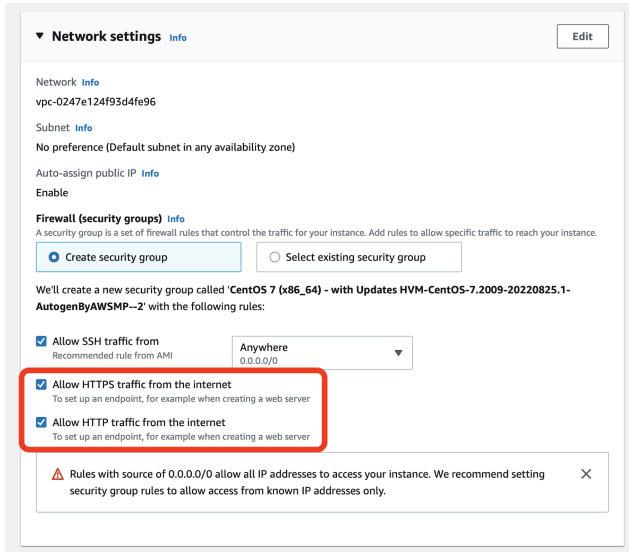 Network settings Info
Edit
Network Info
vpc-0247e124f93d4fe96
Subnet Info
No preference (Default subnet in any availability zone)
Auto-assign public IP Info
Enable
Firewall (security groups) Info
A security group is a set of firewall rules that control the traffic for your instance. Add rules to allow specific traffic to reach your instance.
Create security group
Select existing security group
We'll create a new security group called 'CentOS 7 (x86_64) - with Updates HVM-CentOS-7.2009-20220825.1-
AutogenByAWSMP--2' with the following rules:
Allow SSH traffic from
Recommended rule from AMI
Anywhere
0.0.0.0/0
Allow HTTPS traffic from the internet
To set up an endpoint, for example when creating a web server
Allow HTTP traffic from the internet
To set up an endpoint, for example when creating a web server
Rules with source of 0.0.0.0/0 allow all IP addresses to access your instance. We recommend setting
security group rules to allow access from known IP addresses only.